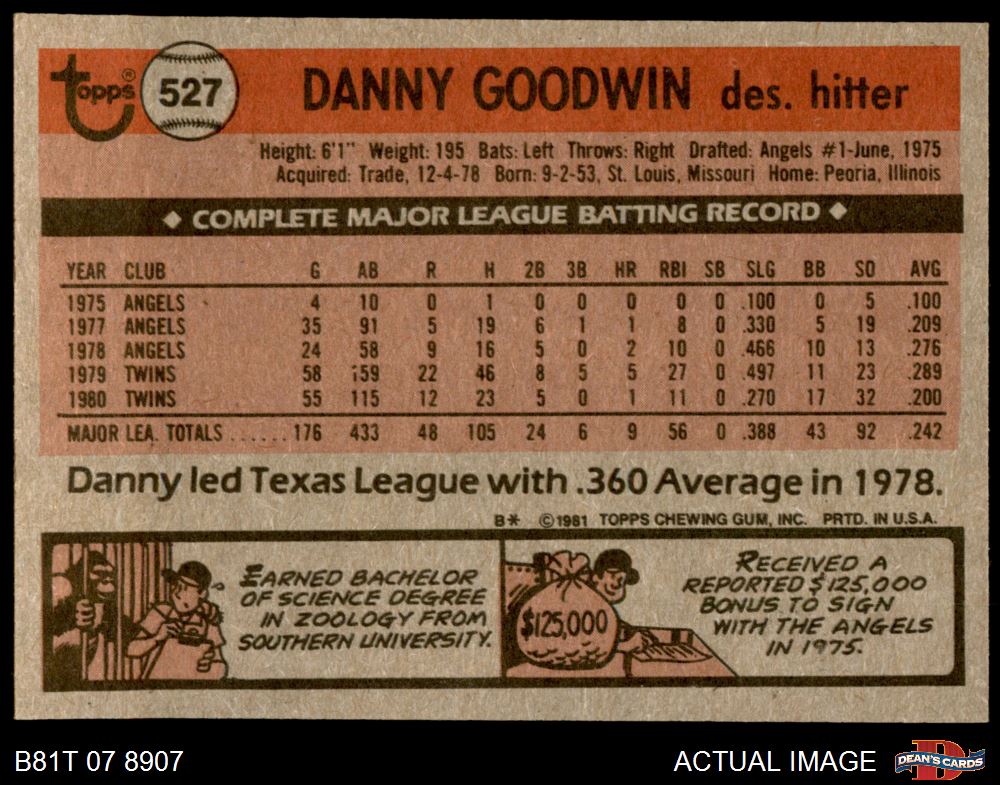 topps® 527 DANNY GOODWIN des. hitter
Height: 6'1" Weight: 195 Bats: Left Throws: Right Drafted: Angels #1-June, 1975
Acquired: Trade, 12-4-78 Born: 9-2-53, St. Louis, Missouri Home: Peoria, Illinois
◆ COMPLETE MAJOR LEAGUE BATTING RECORD ◆
YEAR CLUB G AB R H 2B 3B HR RBI SB SLG BB SO AVG
1975 ANGELS 4 10 0 1 0 0 0 0 0 .100 0 5 .100
1977 ANGELS 35 91 5 19 6 1 1 8 0 .330 5 19 .209
1978 ANGELS 24 58 9 16 5 0 2 10 0 .466 10 13 .276
1979 TWINS 58 159 22 46 8 5 5 27 0 .497 11 23 .289
1980 TWINS 55 115 12 23 5 0 1 11 0 .270 17 32 .200
MAJOR LEA. TOTALS ...... 176 433 48 105 24 6 9 56 0 .388 43 92 .242
Danny led Texas League with .360 Average in 1978.
B* ©1981 TOPPS CHEWING GUM, INC. PRTD. IN U.S.A.
EARNED BACHELOR
OF SCIENCE DEGREE
IN ZOOLOGY FROM
SOUTHERN UNIVERSITY.
$125,000
RECEIVED A
REPORTED $125,000
BONUS TO SIGN
WITH THE ANGELS
IN 1975.
B81T 07 8907
ACTUAL IMAGE
DEAN'S CARDS